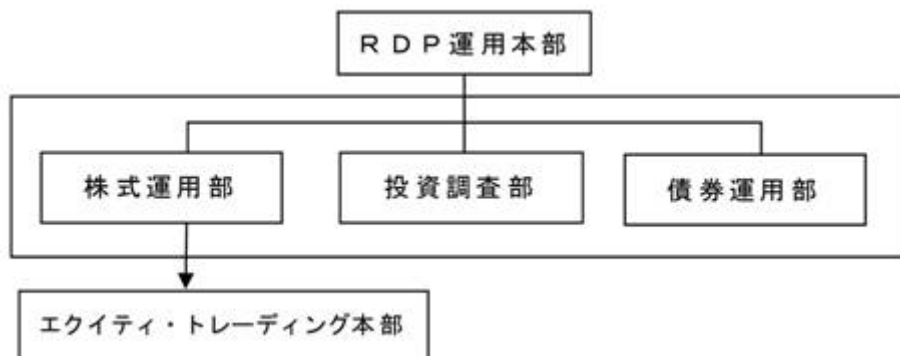 ＲＤＰ運用本部
株式運用部
投資調査部
債券運用部
エクイティ・トレーディング本部